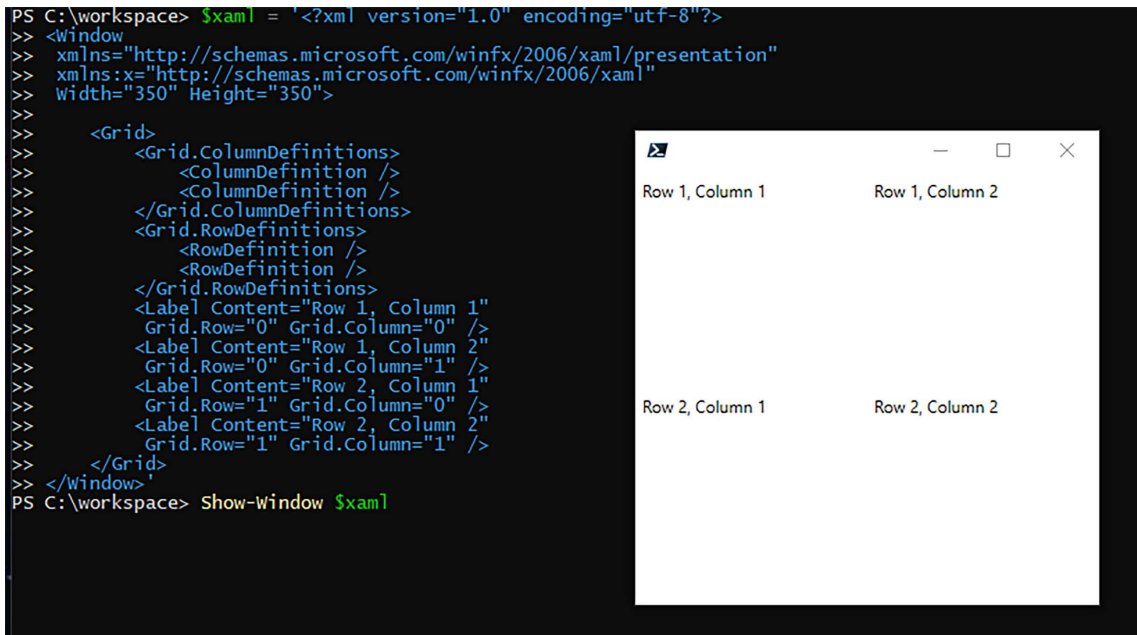 PS C:\workspace> $xaml = '<?xml version="1.0" encoding="utf-8"?>
>> <Window
>>  xmlns="http://schemas.microsoft.com/winfx/2006/xaml/presentation"
>>  xmlns:x="http://schemas.microsoft.com/winfx/2006/xaml"
>>  Width="350" Height="350">
>>
>>     <Grid>
>>         <Grid.ColumnDefinitions>
>>             <ColumnDefinition />
>>             <ColumnDefinition />
>>         </Grid.ColumnDefinitions>
>>         <Grid.RowDefinitions>
>>             <RowDefinition />
>>             <RowDefinition />
>>         </Grid.RowDefinitions>
>>         <Label Content="Row 1, Column 1"
>>          Grid.Row="0" Grid.Column="0" />
>>         <Label Content="Row 1, Column 2"
>>          Grid.Row="0" Grid.Column="1" />
>>         <Label Content="Row 2, Column 1"
>>          Grid.Row="1" Grid.Column="0" />
>>         <Label Content="Row 2, Column 2"
>>          Grid.Row="1" Grid.Column="1" />
>>     </Grid>
>> </Window>'
PS C:\workspace> Show-Window $xaml
Row 1, Column 1 Row 1, Column 2
Row 2, Column 1 Row 2, Column 2